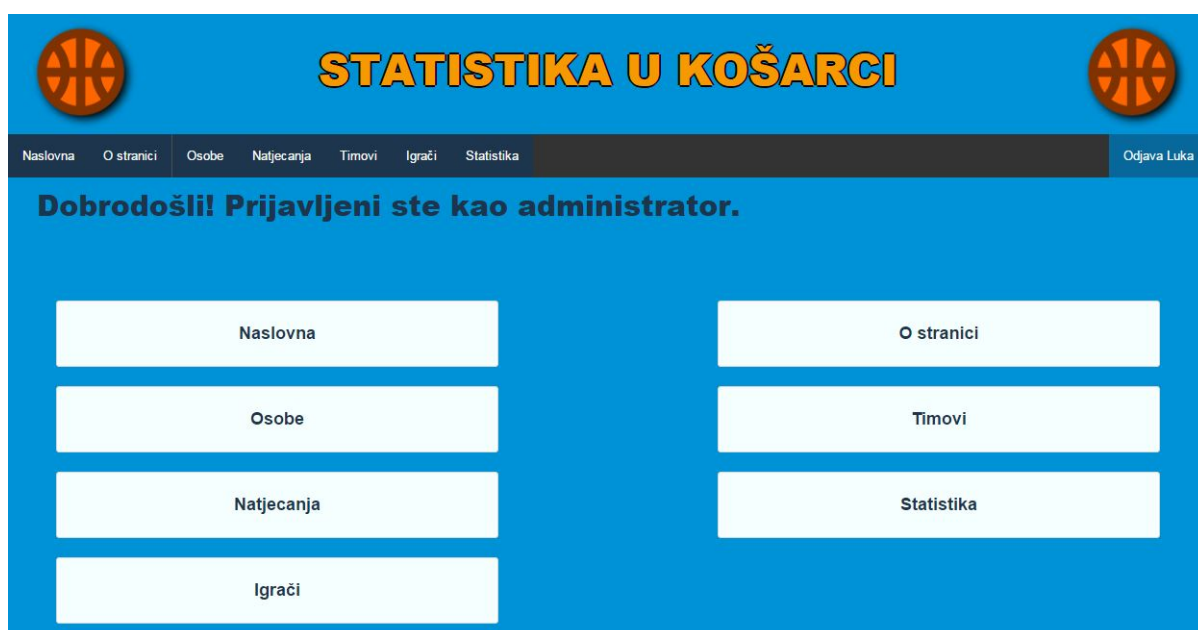 STATISTIKA U KOŠARCI
Naslovna O stranici Osobe Natjecanja Timovi Igrači Statistika Odjava Luka
Dobrodošli! Prijavljeni ste kao administrator.
Naslovna O stranici
Osobe Timovi
Natjecanja Statistika
Igrači